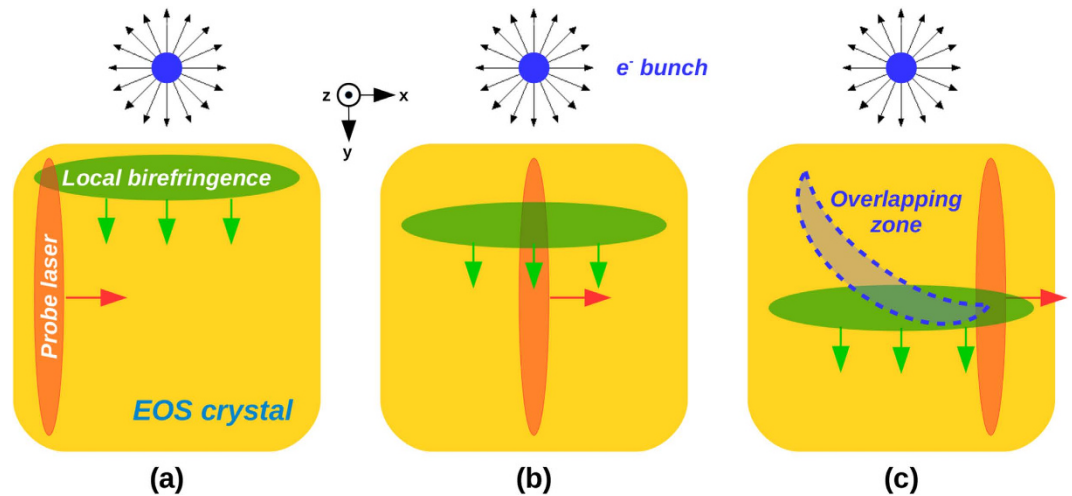 e⁻ bunch
z
x
y
Local birefringence
Probe laser
EOS crystal
Overlapping
zone
(a)
(b)
(c)